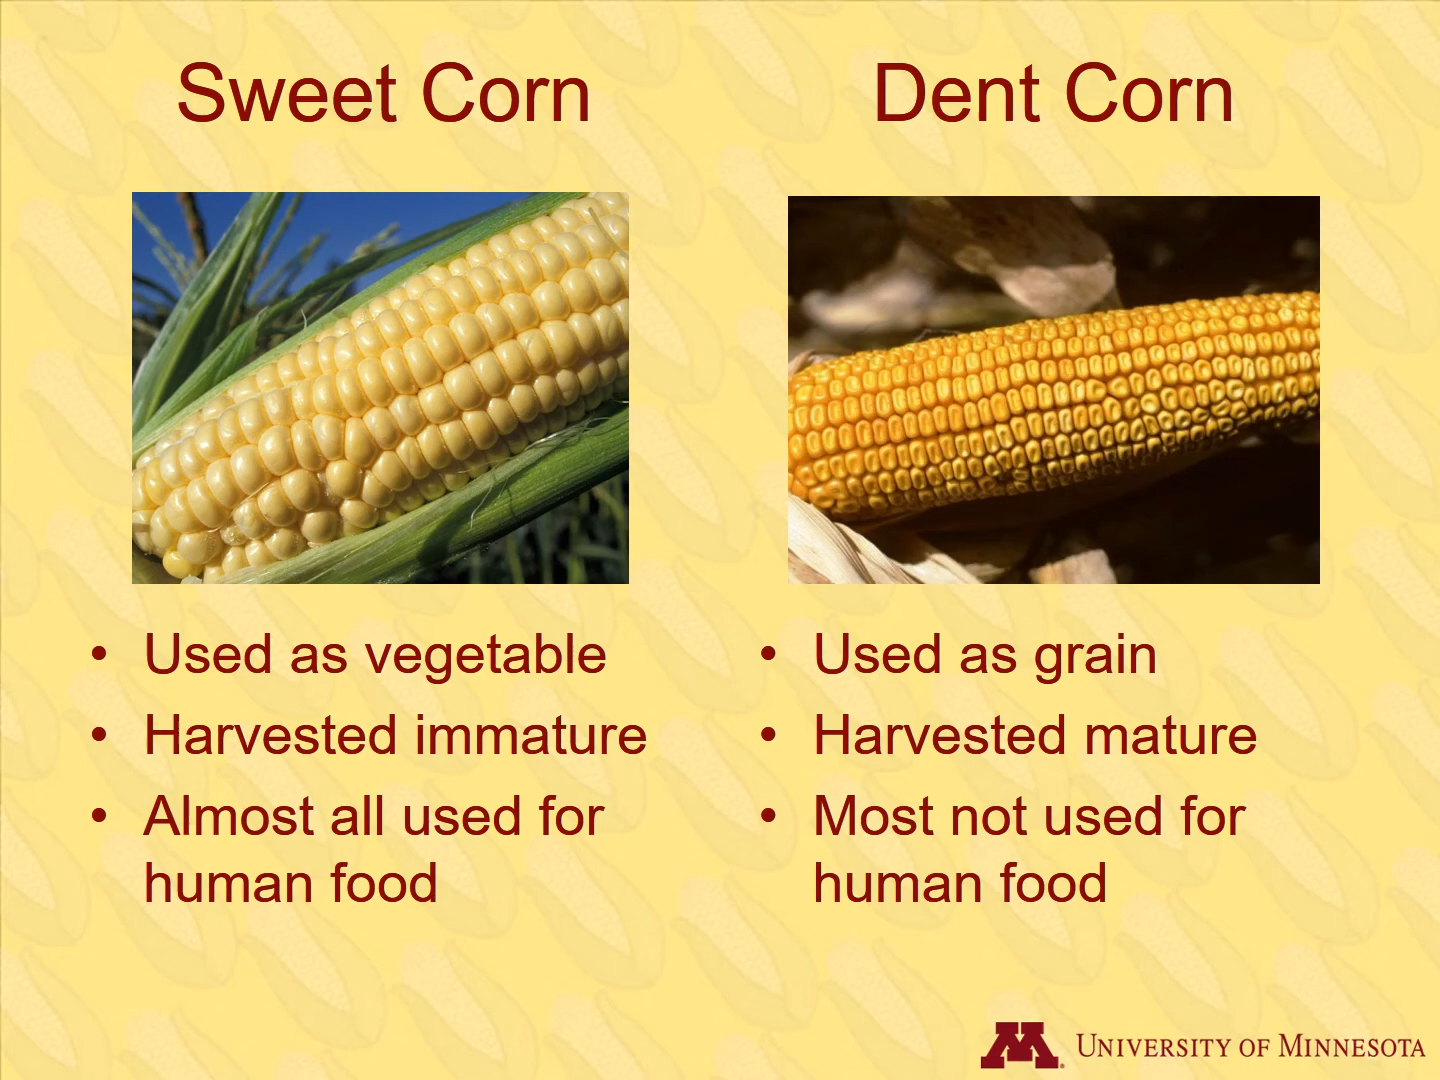 Sweet Corn
Dent Corn
• Used as vegetable
• Harvested immature
• Almost all used for
human food
• Used as grain
• Harvested mature
• Most not used for
human food
M
UNIVERSITY OF MINNESOTA